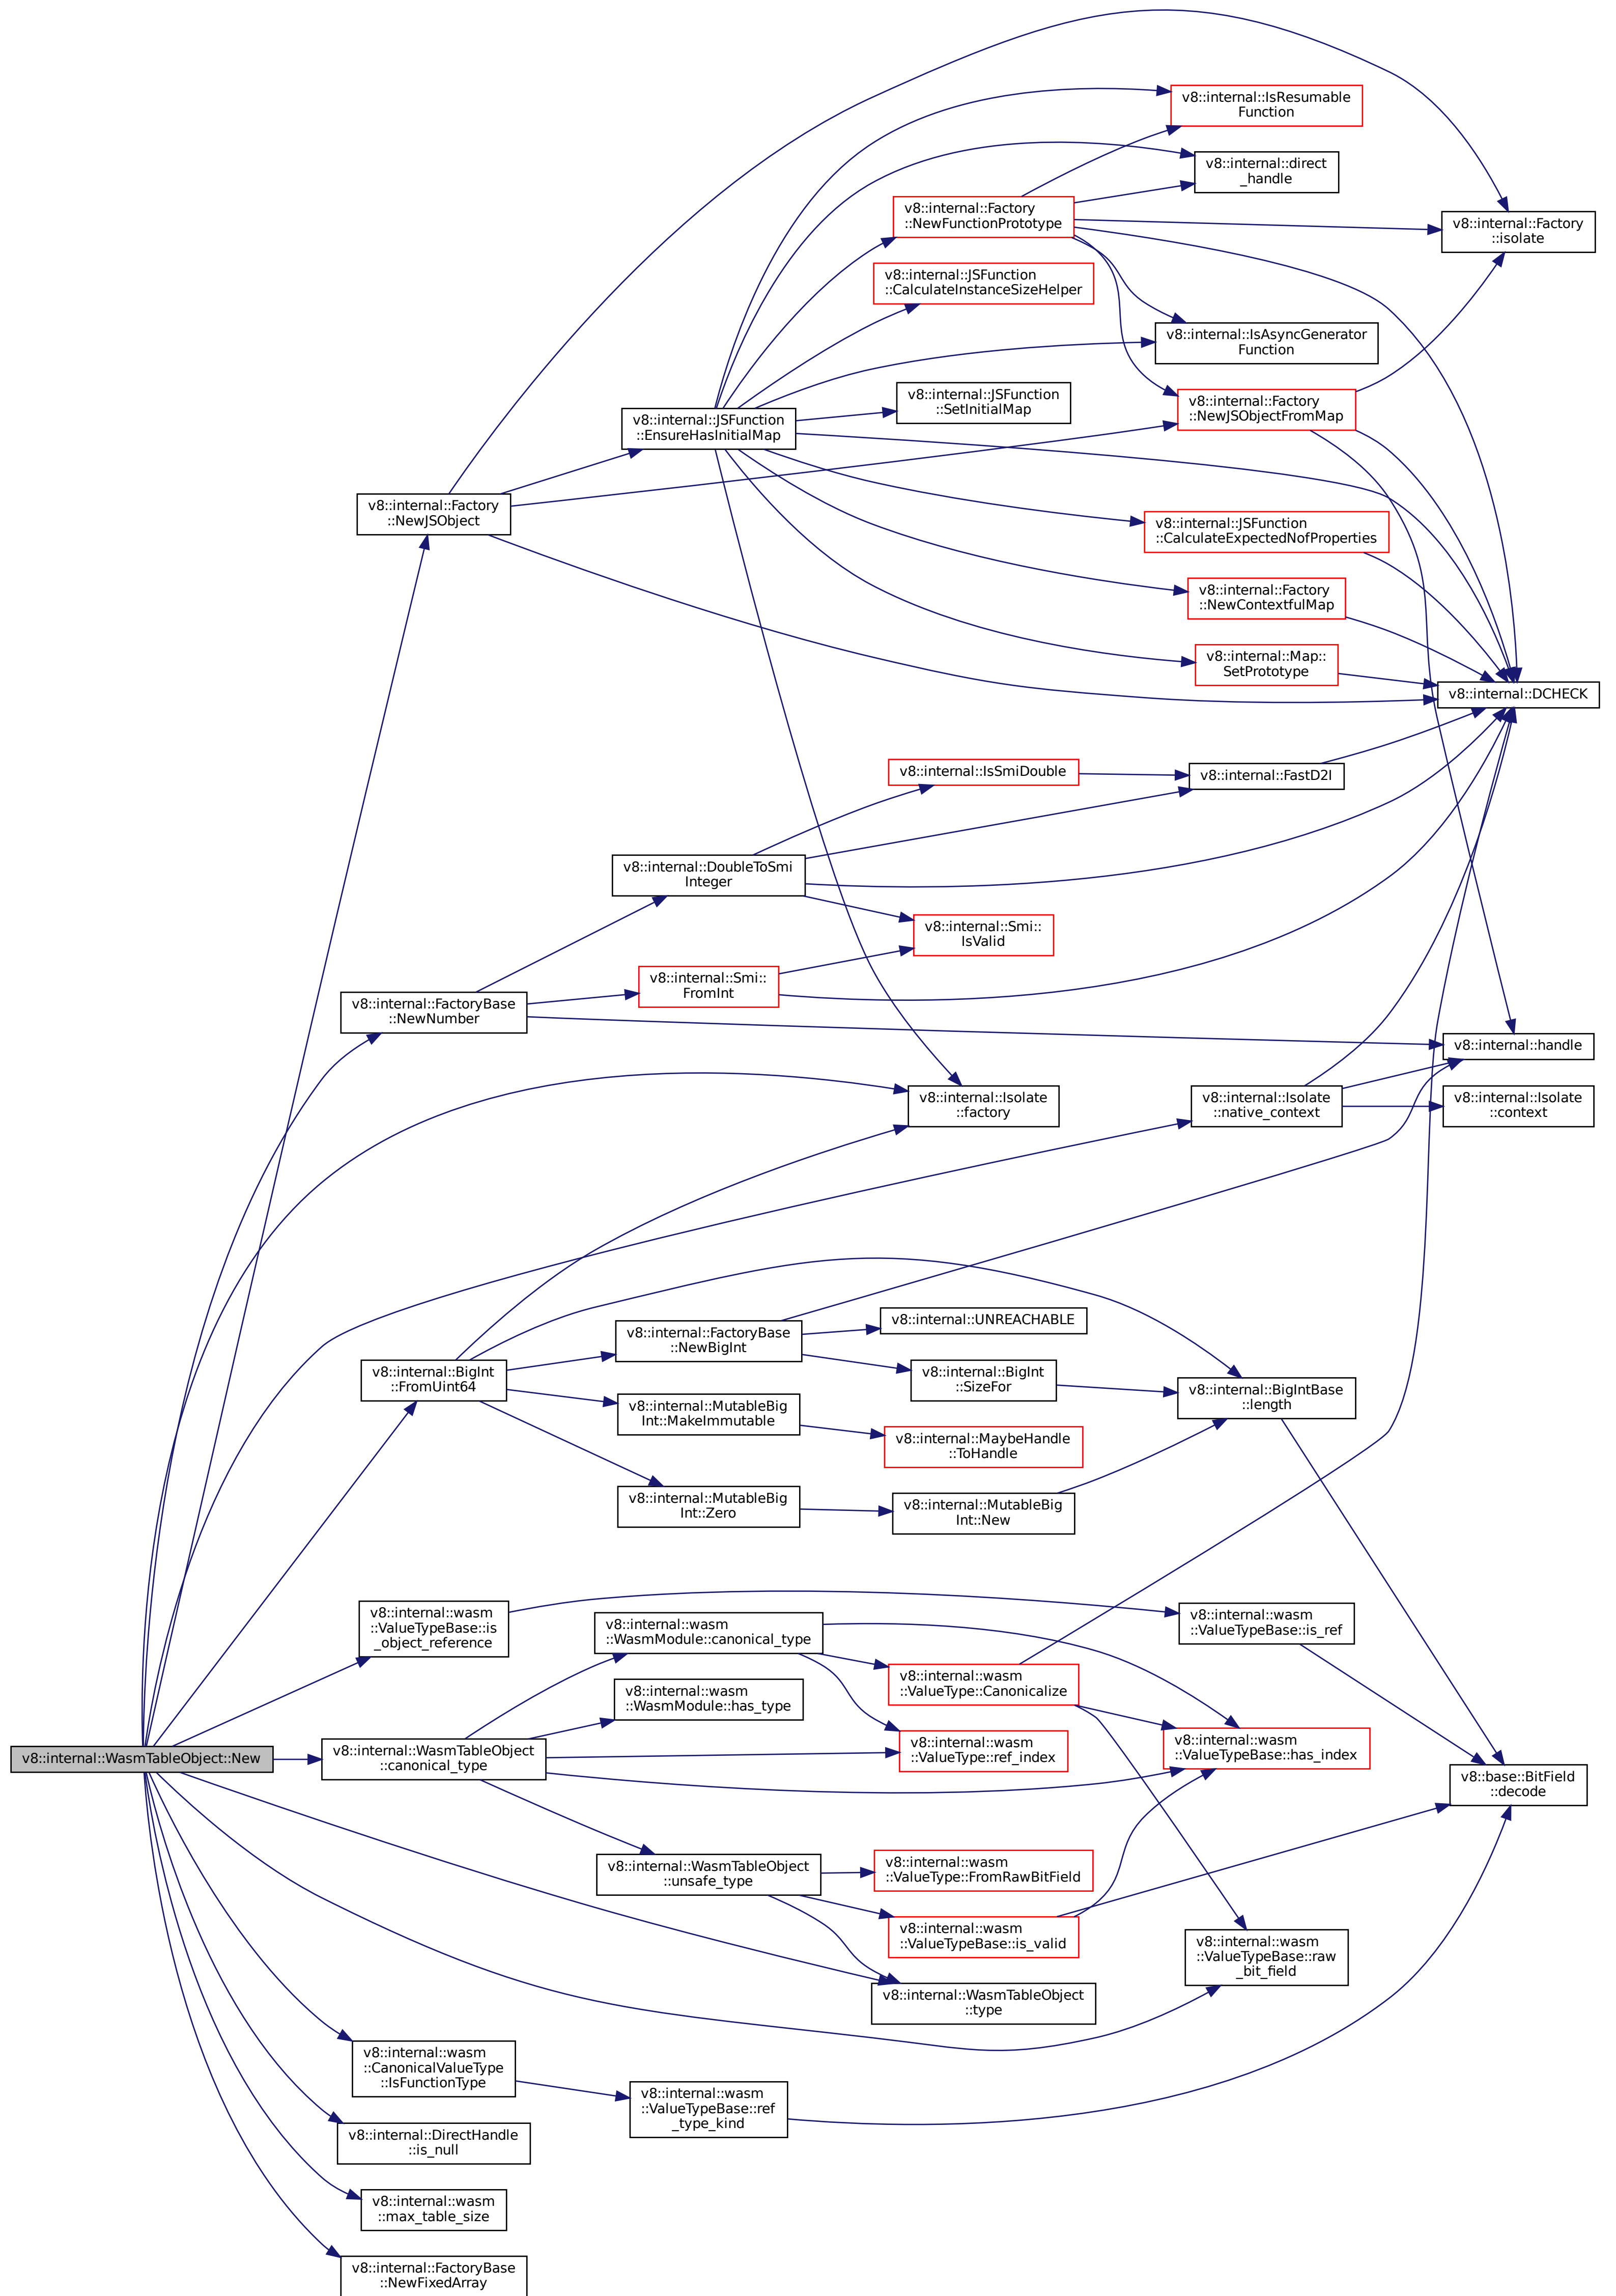 v8::internal::IsResumable
Function
v8::internal::direct
_handle
v8::internal::Factory
::NewFunctionPrototype
v8::internal::Factory
::isolate
v8::internal::JSFunction
::CalculateInstanceSizeHelper
v8::internal::IsAsyncGenerator
Function
v8::internal::JSFunction
::SetInitialMap
v8::internal::Factory
::NewJSObjectFromMap
v8::internal::JSFunction
::EnsureHasInitialMap
v8::internal::Factory
::NewJSObject
v8::internal::JSFunction
::CalculateExpectedNofProperties
v8::internal::Factory
::NewContextfulMap
v8::internal::Map::
SetPrototype
v8::internal::DCHECK
v8::internal::IsSmiDouble
v8::internal::FastD2I
v8::internal::DoubleToSmi
Integer
v8::internal::Smi::
IsValid
v8::internal::Smi::
FromInt
v8::internal::FactoryBase
::NewNumber
v8::internal::handle
v8::internal::Isolate
::factory
v8::internal::Isolate
::native_context
v8::internal::Isolate
::context
v8::internal::UNREACHABLE
v8::internal::FactoryBase
::NewBigInt
v8::internal::BigInt
::FromUint64
v8::internal::BigInt
::SizeFor
v8::internal::BigIntBase
::length
v8::internal::MutableBig
Int::MakeImmutable
v8::internal::MaybeHandle
::ToHandle
v8::internal::MutableBig
Int::Zero
v8::internal::MutableBig
Int::New
v8::internal::wasm
::ValueTypeBase::is
_object_reference
v8::internal::wasm
::WasmModule::canonical_type
v8::internal::wasm
::ValueTypeBase::is_ref
v8::internal::wasm
::ValueType::Canonicalize
v8::internal::wasm
::WasmModule::has_type
v8::internal::WasmTableObject::New
v8::internal::WasmTableObject
::canonical_type
v8::internal::wasm
::ValueType::ref_index
v8::internal::wasm
::ValueTypeBase::has_index
v8::base::BitField
::decode
v8::internal::WasmTableObject
::unsafe_type
v8::internal::wasm
::ValueType::FromRawBitField
v8::internal::wasm
::ValueTypeBase::is_valid
v8::internal::wasm
::ValueTypeBase::raw
_bit_field
v8::internal::WasmTableObject
::type
v8::internal::wasm
::CanonicalValueType
::IsFunctionType
v8::internal::wasm
::ValueTypeBase::ref
_type_kind
v8::internal::DirectHandle
::is_null
v8::internal::wasm
::max_table_size
v8::internal::FactoryBase
::NewFixedArray